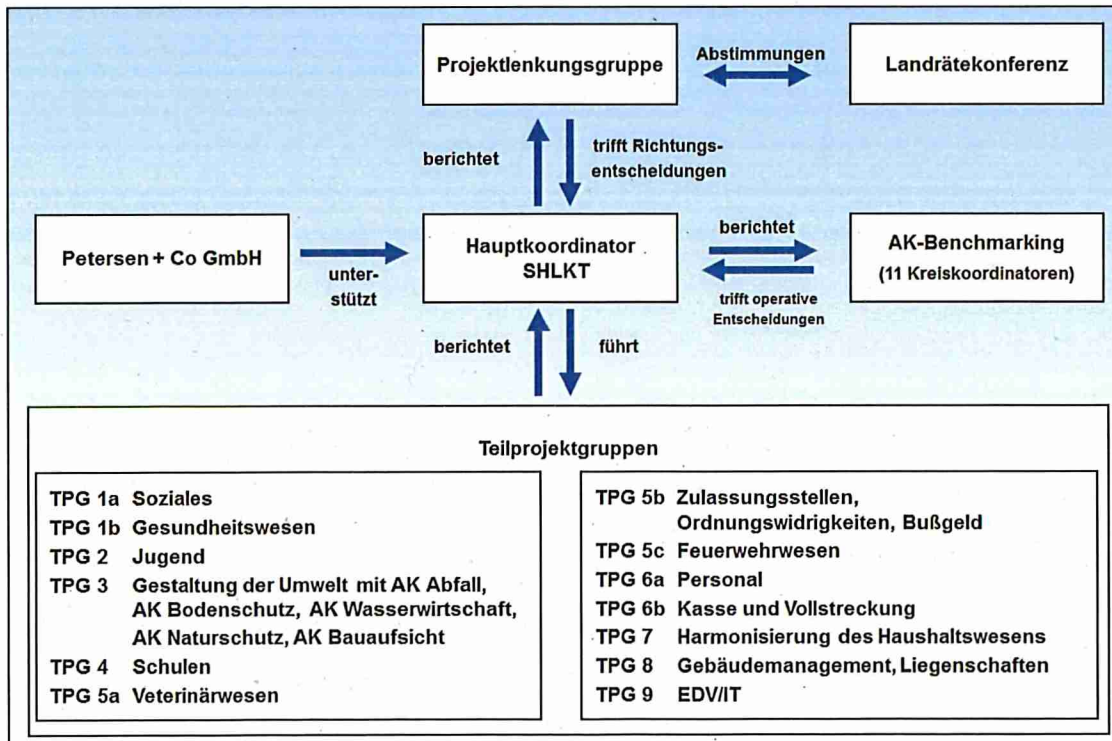 Projektlenkungsgruppe
Abstimmungen
Landrätekonferenz
berichtet
trifft Richtungs-
entscheidungen
Petersen + Co GmbH
unter-
stützt
Hauptkoordinator
SHLKT
berichtet
trifft operative
Entscheidungen
AK-Benchmarking
(11 Kreiskoordinatoren)
berichtet
führt
Teilprojektgruppen
TPG 1a Soziales
TPG 1b Gesundheitswesen
TPG 2 Jugend
TPG 3 Gestaltung der Umwelt mit AK Abfall,
AK Bodenschutz, AK Wasserwirtschaft,
AK Naturschutz, AK Bauaufsicht
TPG 4 Schulen
TPG 5a Veterinärwesen
TPG 5b Zulassungsstellen,
Ordnungswidrigkeiten, Bußgeld
TPG 5c Feuerwehrwesen
TPG 6a Personal
TPG 6b Kasse und Vollstreckung
TPG 7 Harmonisierung des Haushaltswesens
TPG 8 Gebäudemanagement, Liegenschaften
TPG 9 EDV/IT